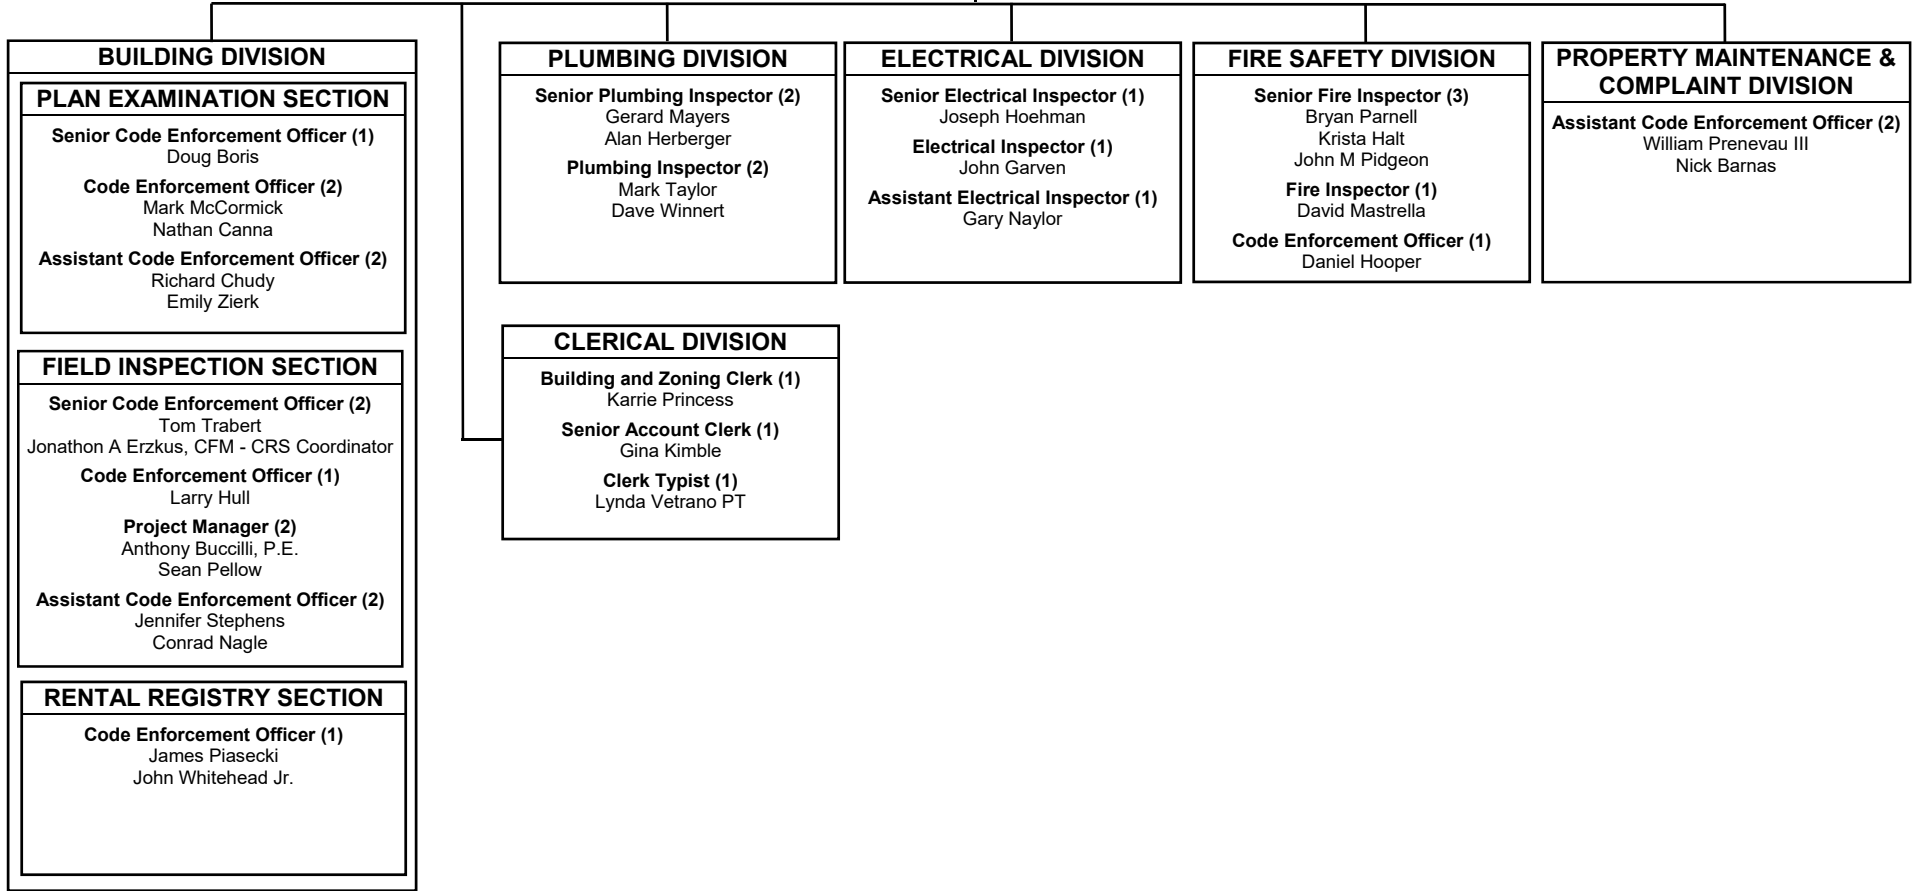 BUILDING DIVISION
PLAN EXAMINATION SECTION
Senior Code Enforcement Officer (1)
Doug Boris
Code Enforcement Officer (2)
Mark McCormick
Nathan Canna
Assistant Code Enforcement Officer (2)
Richard Chudy
Emily Zierk
FIELD INSPECTION SECTION
Senior Code Enforcement Officer (2)
Tom Trabert
Jonathon A Erzkus, CFM - CRS Coordinator
Code Enforcement Officer (1)
Larry Hull
Project Manager (2)
Anthony Buccilli, P.E.
Sean Pellow
Assistant Code Enforcement Officer (2)
Jennifer Stephens
Conrad Nagle
RENTAL REGISTRY SECTION
Code Enforcement Officer (1)
James Piasecki
John Whitehead Jr.
PLUMBING DIVISION
Senior Plumbing Inspector (2)
Gerard Mayers
Alan Herberger
Plumbing Inspector (2)
Mark Taylor
Dave Winnert
CLERICAL DIVISION
Building and Zoning Clerk (1)
Karrie Princess
Senior Account Clerk (1)
Gina Kimble
Clerk Typist (1)
Lynda Vetrano PT
ELECTRICAL DIVISION
Senior Electrical Inspector (1)
Joseph Hoehman
Electrical Inspector (1)
John Garven
Assistant Electrical Inspector (1)
Gary Naylor
FIRE SAFETY DIVISION
Senior Fire Inspector (3)
Bryan Parnell
Krista Halt
John M Pidgeon
Fire Inspector (1)
David Mastrella
Code Enforcement Officer (1)
Daniel Hooper
PROPERTY MAINTENANCE &
COMPLAINT DIVISION
Assistant Code Enforcement Officer (2)
William Prenevau III
Nick Barnas